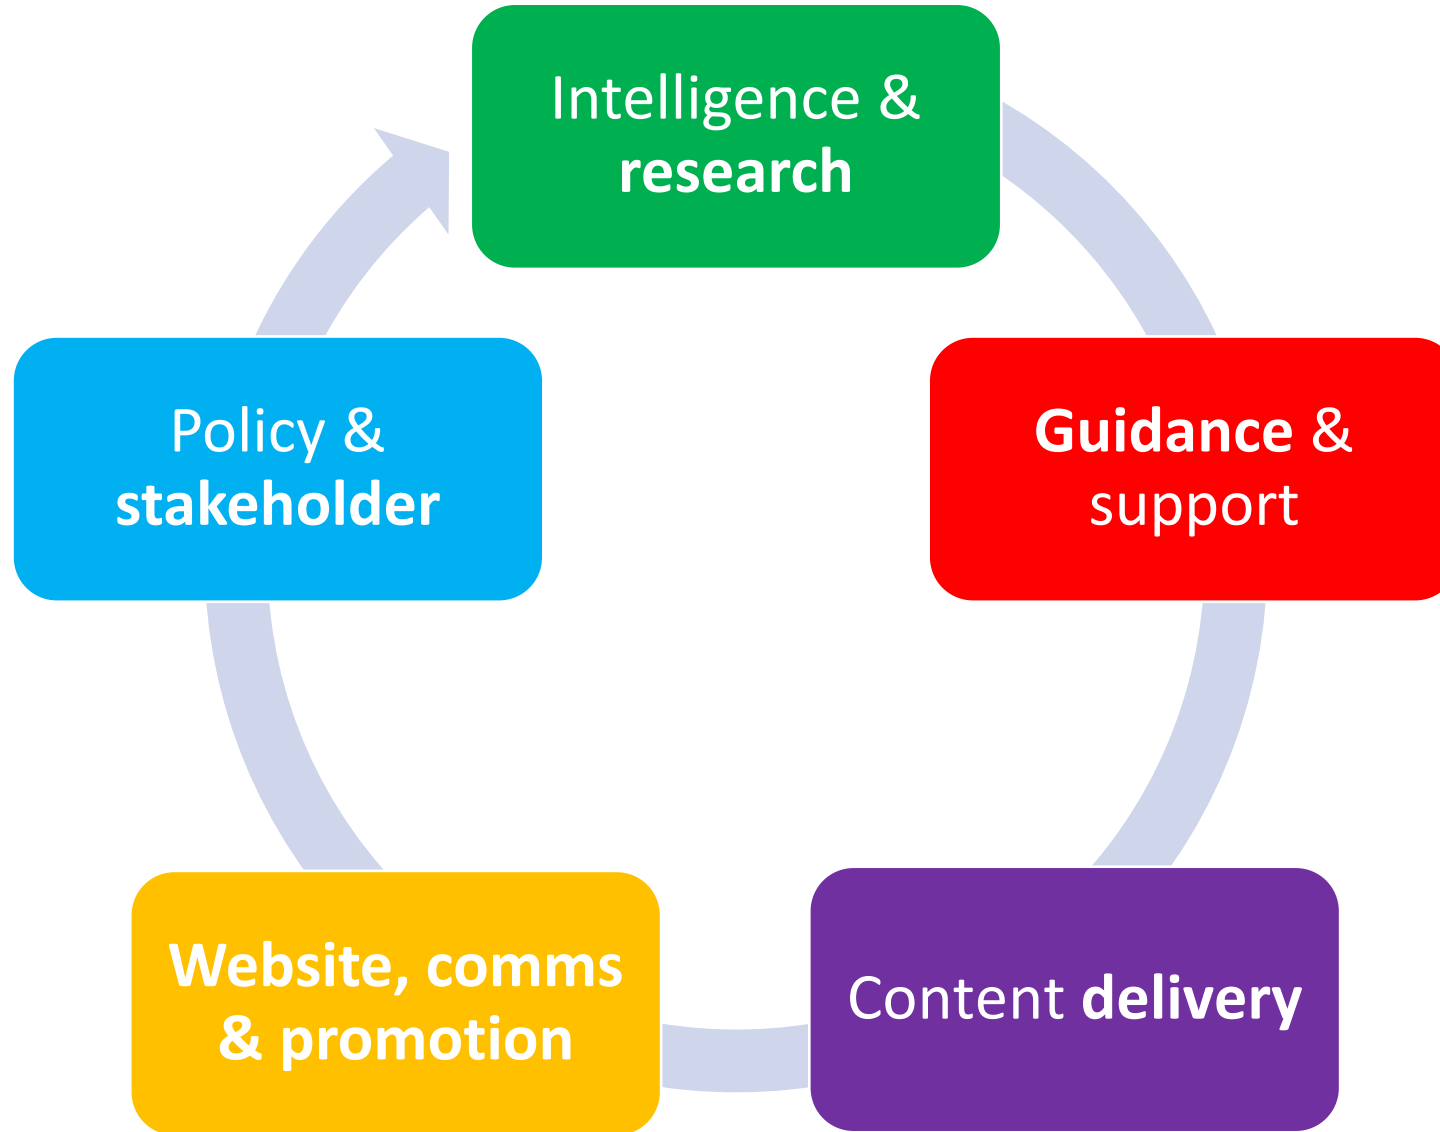 Intelligence &
research
Guidance &
support
Content delivery
Website, comms
& promotion
Policy &
stakeholder